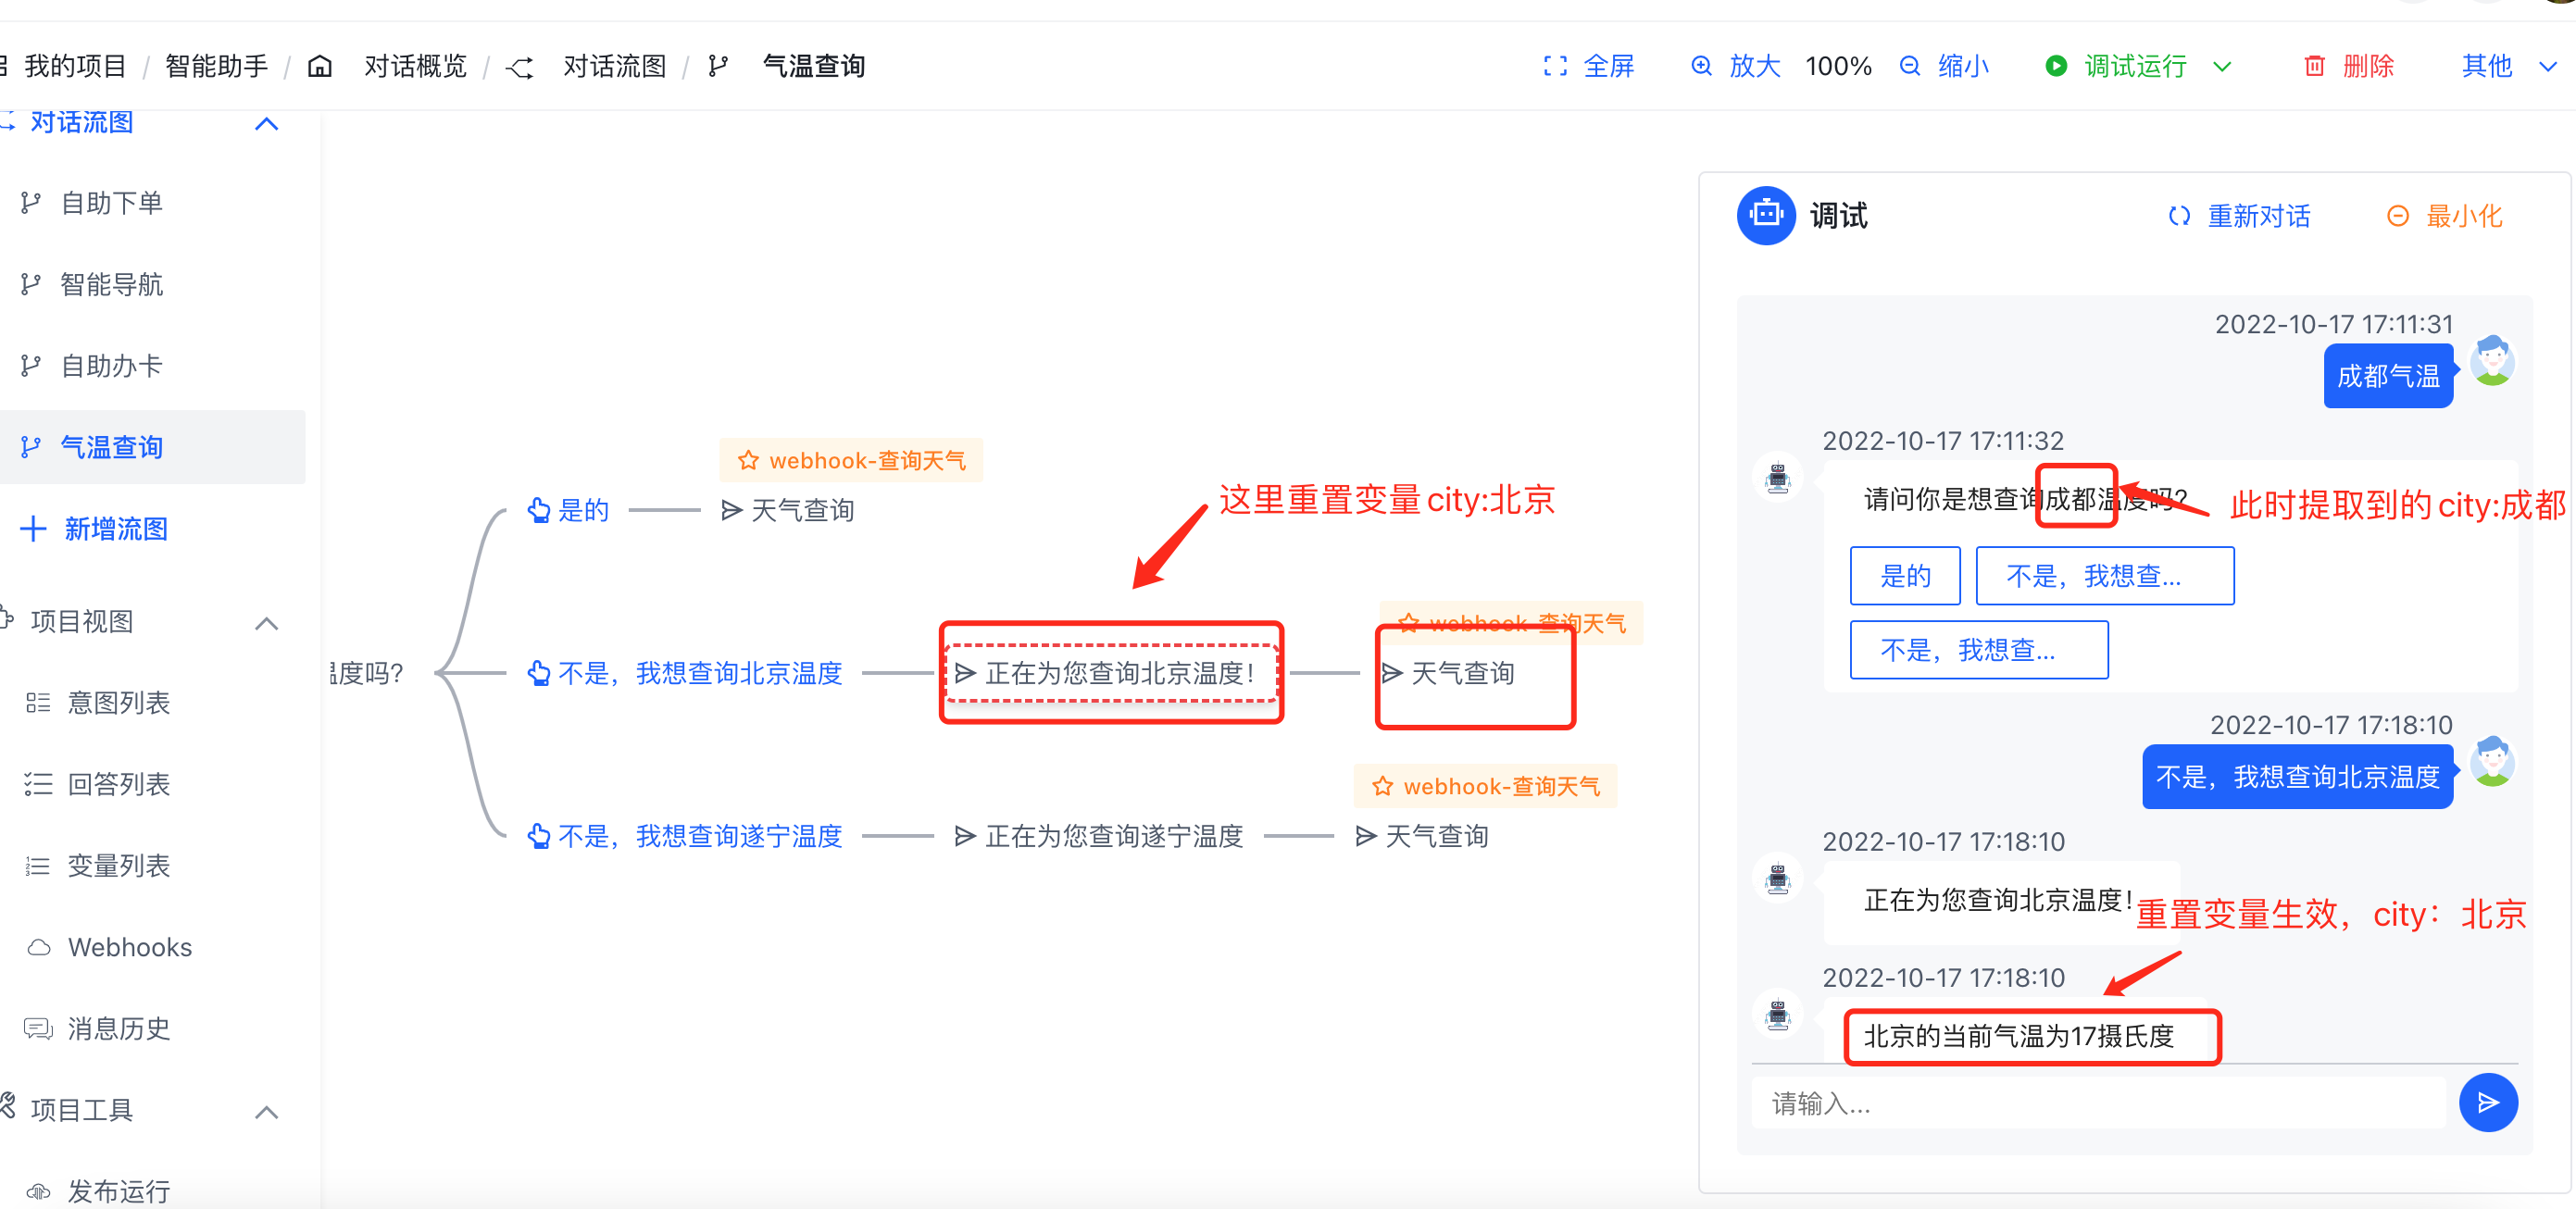 我的项目 / 智能助手 / 对话概览 / 对话流图 / 气温查询
全屏 放大 100% 缩小 调试运行 删除 其他
对话流图
自助下单
智能导航
自助办卡
气温查询
新增流图
项目视图
意图列表
回答列表
变量列表
Webhooks
消息历史
项目工具
发布运行
webhook-查询天气
是的
天气查询
这里重置变量city:北京
温度吗?
不是，我想查询北京温度
正在为您查询北京温度！
webhook-查询天气
天气查询
不是，我想查询遂宁温度
正在为您查询遂宁温度
webhook-查询天气
天气查询
调试
重新对话
最小化
2022-10-17 17:11:31
成都气温
2022-10-17 17:11:32
请问你是想查询成都温度吗?
此时提取到的city:成都
是的
不是，我想查...
不是，我想查...
2022-10-17 17:18:10
不是，我想查询北京温度
2022-10-17 17:18:10
正在为您查询北京温度！
重置变量生效，city：北京
2022-10-17 17:18:10
北京的当前气温为17摄氏度
请输入...